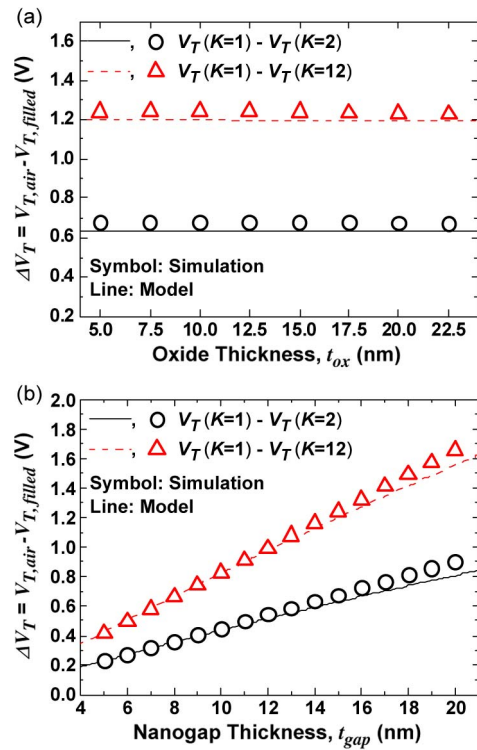 (a)
1.6
1.4
1.2
1.0
0.8
0.6
0.4
0.2
, V_T (K=1) - V_T (K=2)
, V_T (K=1) - V_T (K=12)
Symbol: Simulation
Line: Model
ΔV_T = V_T,air - V_T,filled (V)
5.0 7.5 10.0 12.5 15.0 17.5 20.0 22.5
Oxide Thickness, t_ox (nm)
(b)
2.0
1.8
1.6
1.4
1.2
1.0
0.8
0.6
0.4
0.2
0.0
, V_T (K=1) - V_T (K=2)
, V_T (K=1) - V_T (K=12)
Symbol: Simulation
Line: Model
ΔV_T = V_T,air - V_T,filled (V)
4 6 8 10 12 14 16 18 20
Nanogap Thickness, t_gap (nm)